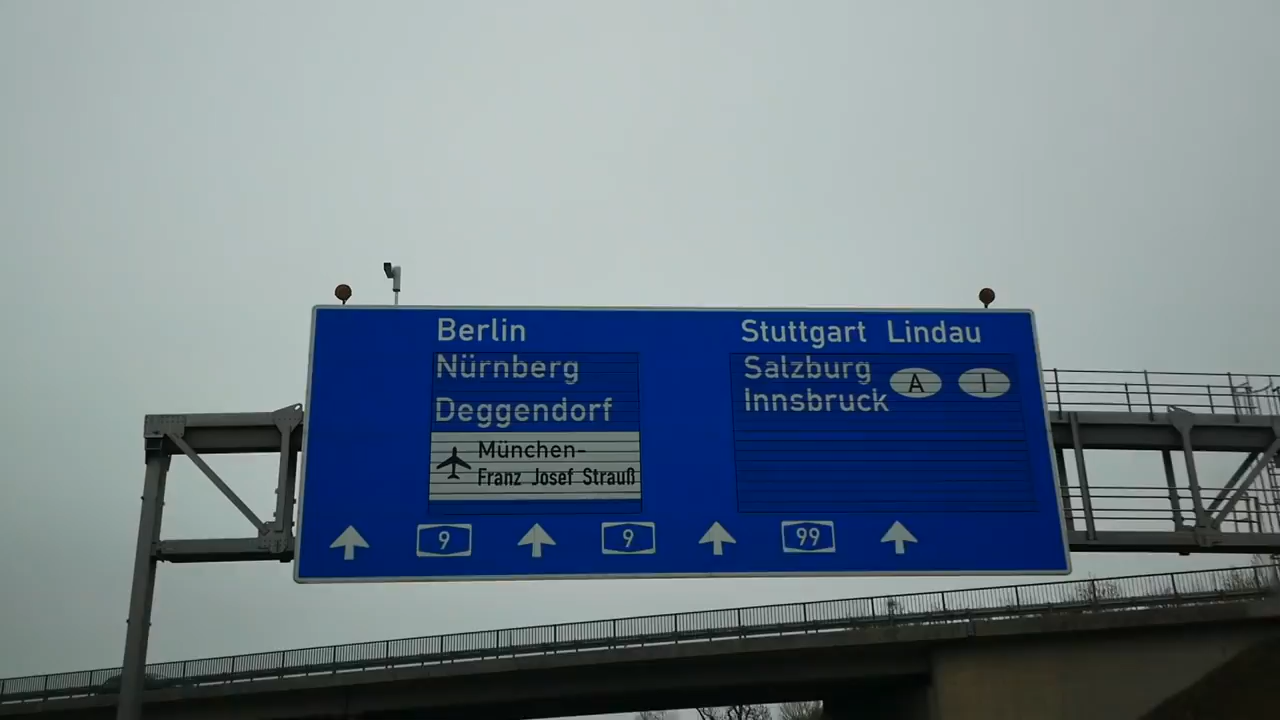 Berlin
Nürnberg
Deggendorf
München-
Franz Josef Strauß
Stuttgart Lindau
Salzburg A I
Innsbruck
9 9 99